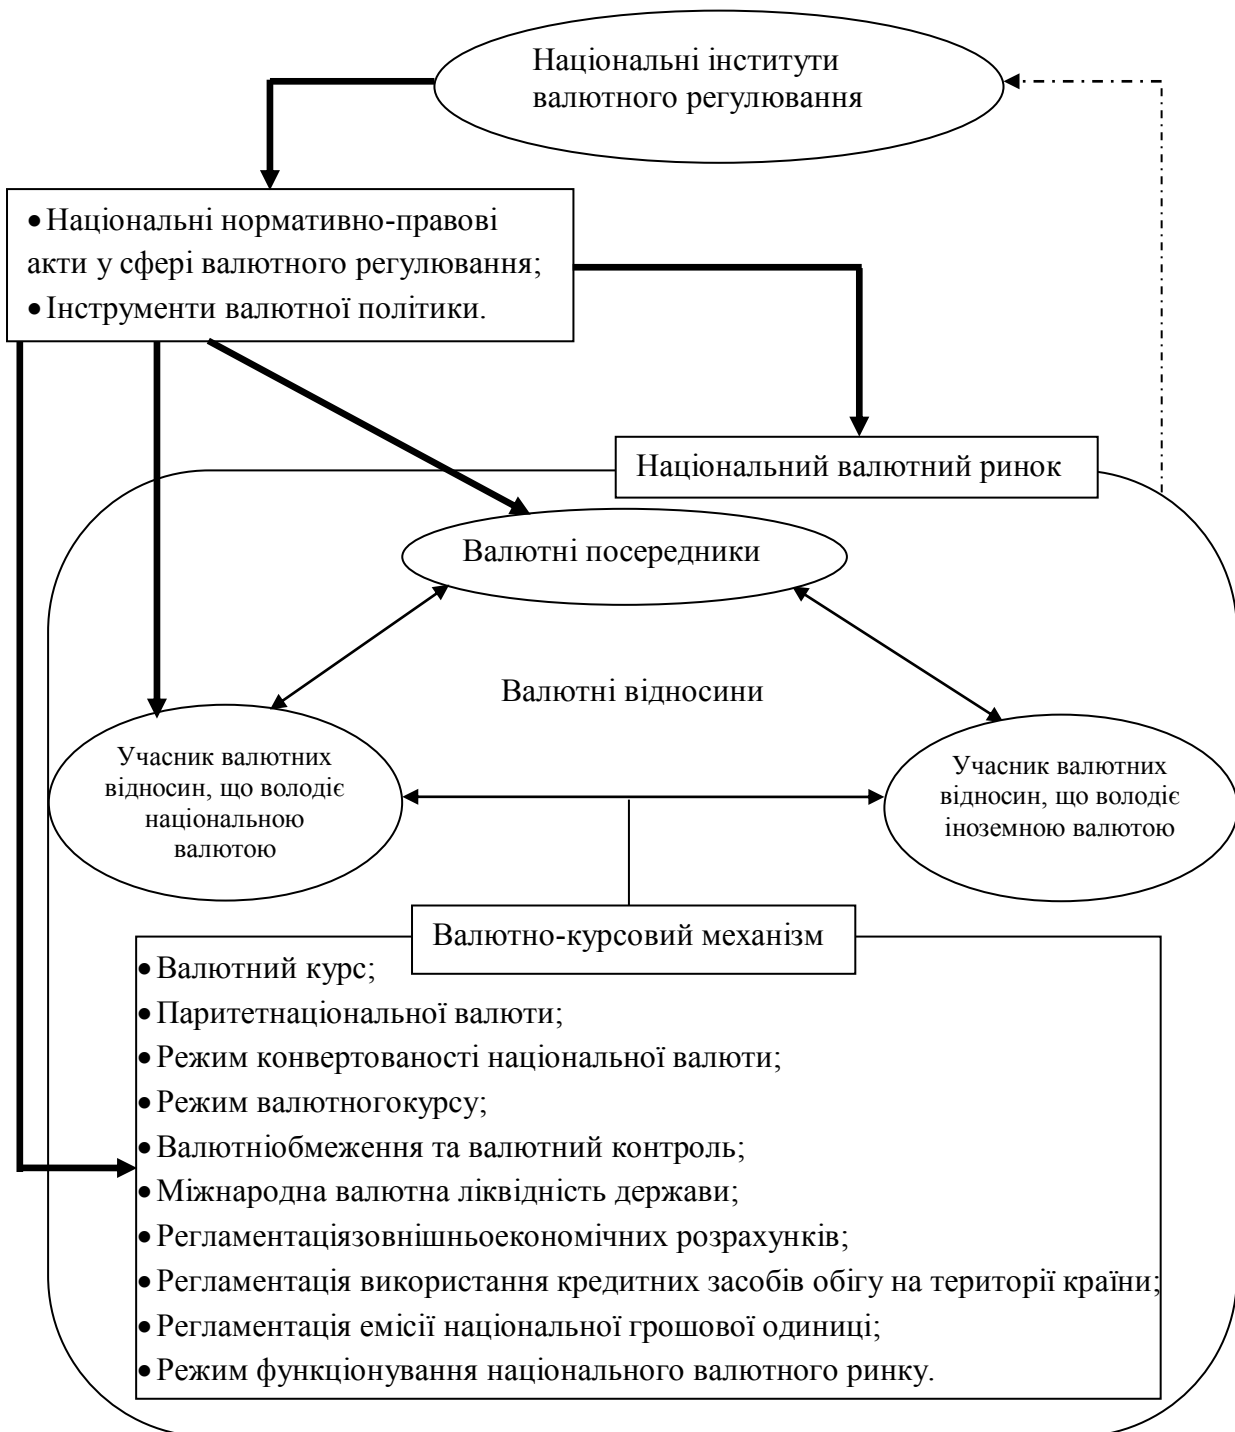 Національні інститути
валютного регулювання
• Національні нормативно-правові
акти у сфері валютного регулювання;
• Інструменти валютної політики.
Національний валютний ринок
Валютні посередники
Валютні відносини
Учасник валютних
відносин, що володіє
національною
валютою
Учасник валютних
відносин, що володіє
іноземною валютою
Валютно-курсовий механізм
• Валютний курс;
• Паритетнаціональної валюти;
• Режим конвертованості національної валюти;
• Режим валютногокурсу;
• Валютніобмеження та валютний контроль;
• Міжнародна валютна ліквідність держави;
• Регламентаціязовнішньоекономічних розрахунків;
• Регламентація використання кредитних засобів обігу на території країни;
• Регламентація емісії національної грошової одиниці;
• Режим функціонування національного валютного ринку.